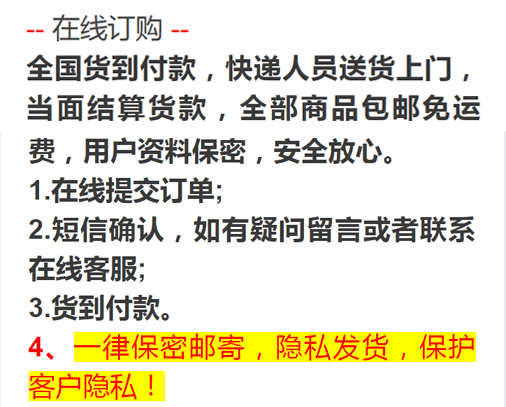 -- 在线订购 --
全国货到付款，快递人员送货上门，
当面结算货款，全部商品包邮免运
费，用户资料保密，安全放心。
1.在线提交订单;
2.短信确认，如有疑问留言或者联系
在线客服;
3.货到付款。
4、一律保密邮寄，隐私发货，保护
客户隐私！